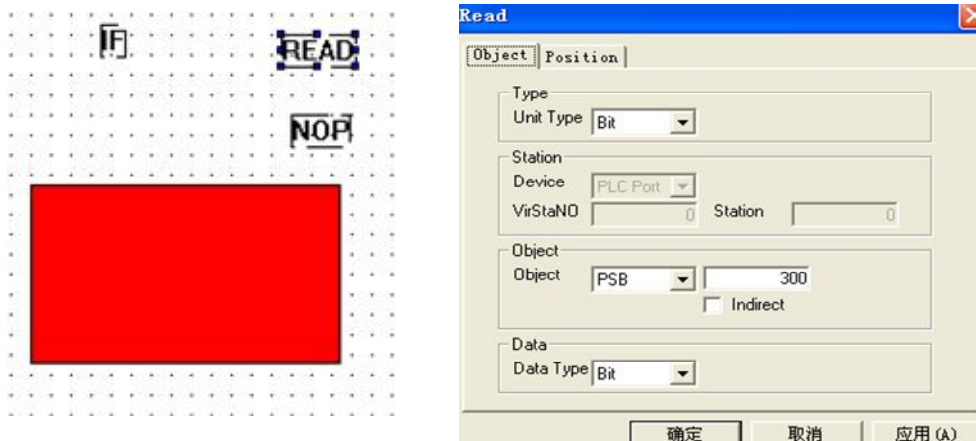 IF
READ
NOP
Read
Object Position
Type
Unit Type Bit
Station
Device PLC Port
VirStaNO 0 Station 0
Object
Object PSB 300
Indirect
Data
Data Type Bit
确定 取消 应用(A)